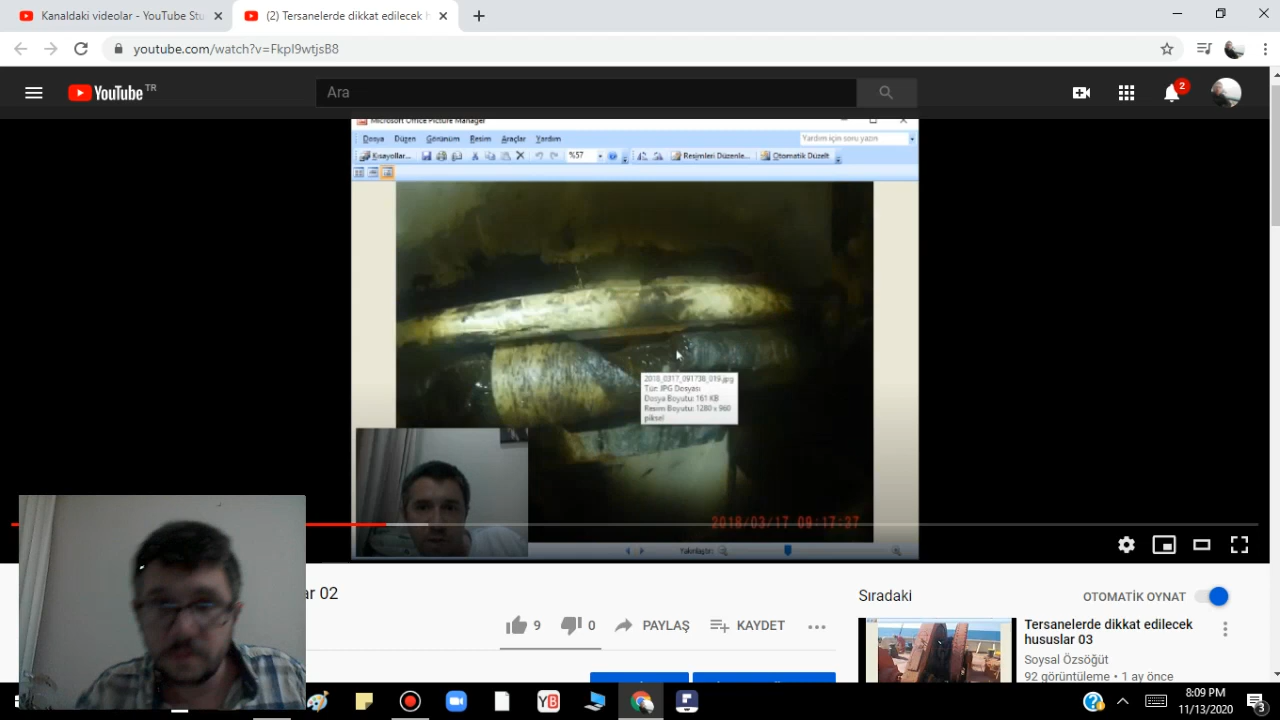 Kanaldaki videolar - YouTube Stu
(2) Tersanelerde dikkat edilecek h
youtube.com/watch?v=FkpI9wtjsB8
YouTube TR
Ara
2
Microsoft Office Picture Manager
Dosya Düzen Görünüm Resim Araçlar Yardım
Yardım için soru yazın
Kısayollar...
%57
Resimleri Düzenle...
Otomatik Düzelt
2018_0317_091738_019.jpg
Tür: JPG Dosyası
Dosya Boyutu: 161 KB
Resim Boyutu: 1280 x 960
piksel
2018/03/17 09:17:37
Yakınlaştır:
ar 02
9
0
PAYLAŞ
KAYDET
Sıradaki
OTOMATİK OYNAT
Tersanelerde dikkat edilecek
hususlar 03
Soysal Özsöğüt
92 görüntüleme • 1 ay önce
8:09 PM
11/13/2020
3